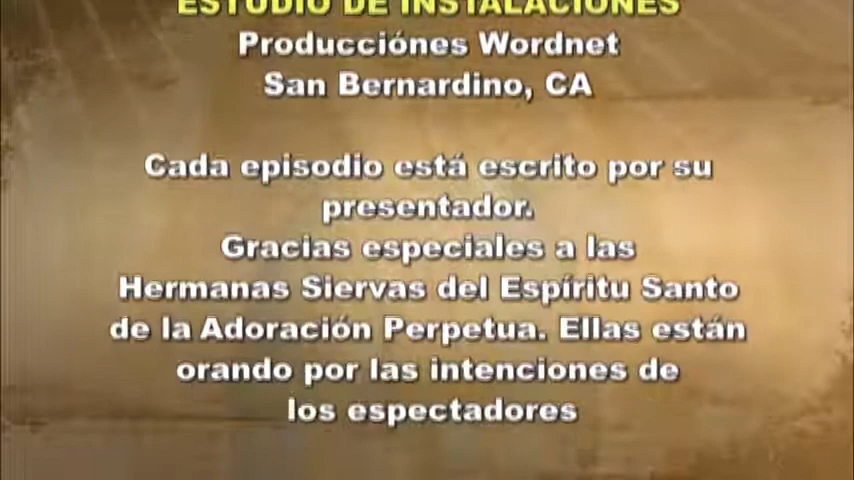 ESTUDIO DE INSTALACIONES
Producciónes Wordnet
San Bernardino, CA
Cada episodio está escrito por su
presentador.
Gracias especiales a las
Hermanas Siervas del Espíritu Santo
de la Adoración Perpetua. Ellas están
orando por las intenciones de
los espectadores